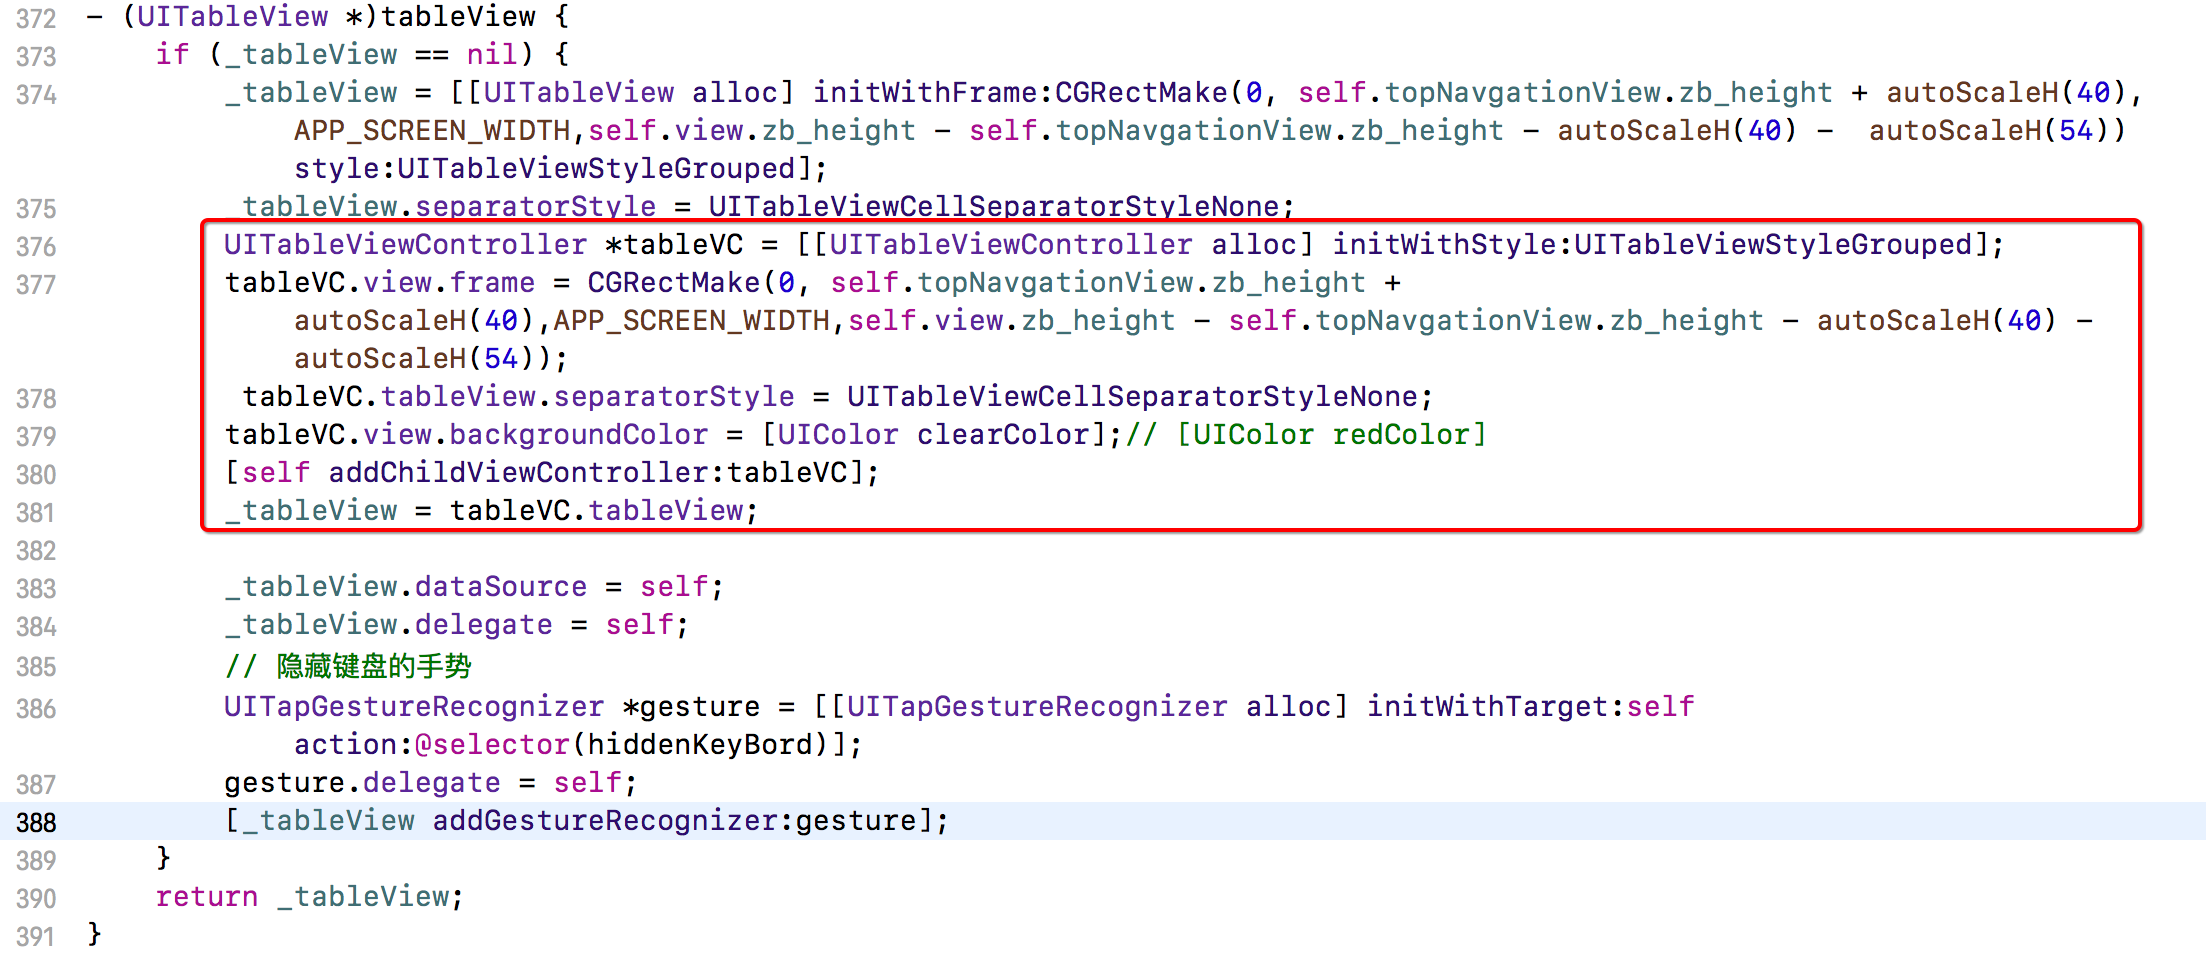 372 - (UITableView *)tableView {
373 if (_tableView == nil) {
374 _tableView = [[UITableView alloc] initWithFrame:CGRectMake(0, self.topNavgationView.zb_height + autoScaleH(40),
APP_SCREEN_WIDTH,self.view.zb_height - self.topNavgationView.zb_height - autoScaleH(40) -  autoScaleH(54))
style:UITableViewStyleGrouped];
375 _tableView.separatorStyle = UITableViewCellSeparatorStyleNone;
376 UITableViewController *tableVC = [[UITableViewController alloc] initWithStyle:UITableViewStyleGrouped];
377 tableVC.view.frame = CGRectMake(0, self.topNavgationView.zb_height +
autoScaleH(40),APP_SCREEN_WIDTH,self.view.zb_height - self.topNavgationView.zb_height - autoScaleH(40) -
autoScaleH(54));
378 tableVC.tableView.separatorStyle = UITableViewCellSeparatorStyleNone;
379 tableVC.view.backgroundColor = [UIColor clearColor];// [UIColor redColor]
380 [self addChildViewController:tableVC];
381 _tableView = tableVC.tableView;
382
383 _tableView.dataSource = self;
384 _tableView.delegate = self;
385 // 隐藏键盘的手势
386 UITapGestureRecognizer *gesture = [[UITapGestureRecognizer alloc] initWithTarget:self
action:@selector(hiddenKeyBord)];
387 gesture.delegate = self;
388 [_tableView addGestureRecognizer:gesture];
389 }
390 return _tableView;
391 }